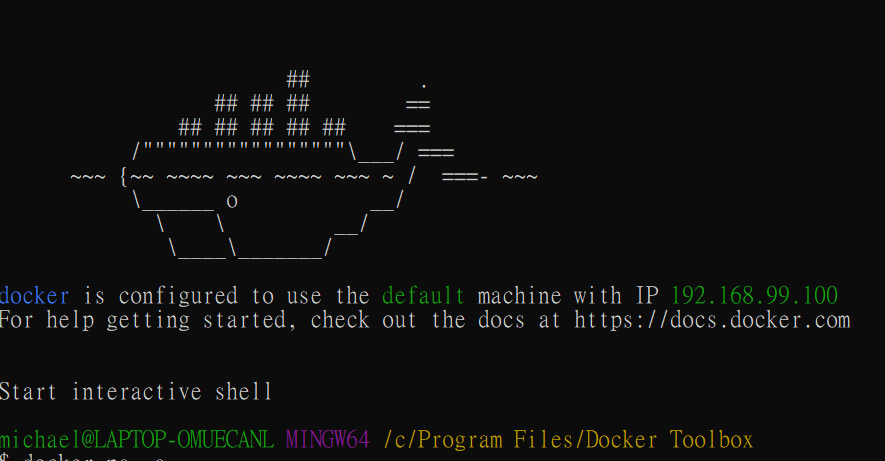 ##         .
                  ## ## ##        ==
               ## ## ## ## ##    ===
           /"""""""""""""""""\___/ ===
      ~~~ {~~ ~~~~ ~~~ ~~~~ ~~~ ~ /  ===- ~~~
           \______ o           __/
             \    \         __/
              \____\_______/
docker is configured to use the default machine with IP 192.168.99.100
For help getting started, check out the docs at https://docs.docker.com
Start interactive shell
michael@LAPTOP-OMUECANL MINGW64 /c/Program Files/Docker Toolbox
$ docker ps